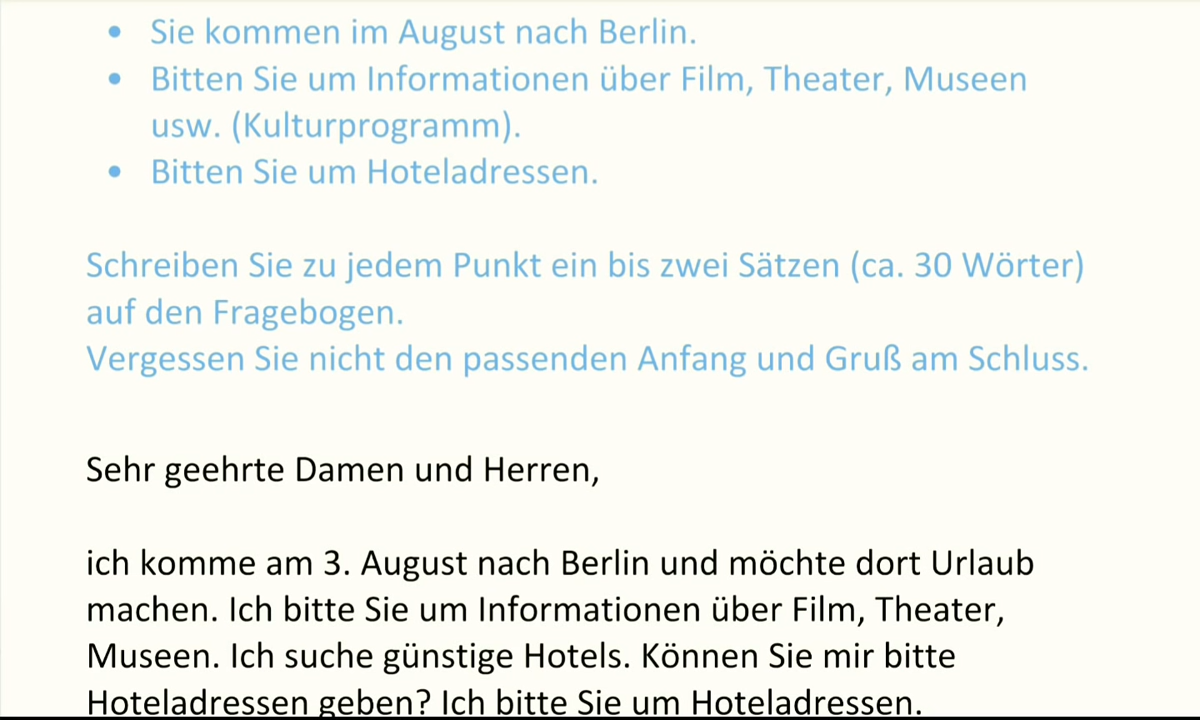 • Sie kommen im August nach Berlin.
• Bitten Sie um Informationen über Film, Theater, Museen
usw. (Kulturprogramm).
• Bitten Sie um Hoteladressen.
Schreiben Sie zu jedem Punkt ein bis zwei Sätzen (ca. 30 Wörter)
auf den Fragebogen.
Vergessen Sie nicht den passenden Anfang und Gruß am Schluss.
Sehr geehrte Damen und Herren,
ich komme am 3. August nach Berlin und möchte dort Urlaub
machen. Ich bitte Sie um Informationen über Film, Theater,
Museen. Ich suche günstige Hotels. Können Sie mir bitte
Hoteladressen geben? Ich bitte Sie um Hoteladressen.